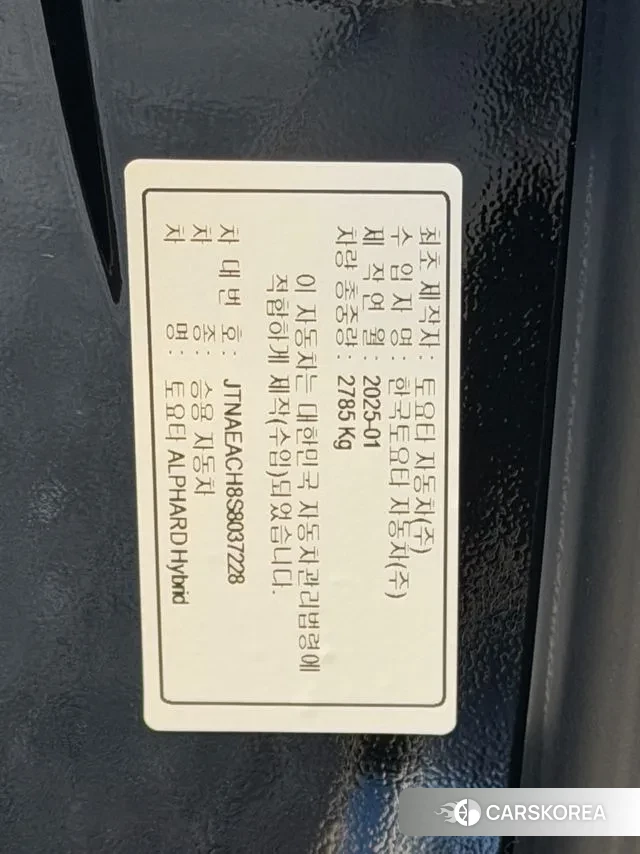 최초 제작자 : 토요타 자동차(주)
수 입 자 명 : 한국토요타 자동차(주)
제 작 연 월 : 2025-01
차량 총중량 : 2785 Kg
이 자동차는 대한민국 자동차관리법령에
적합하게 제작(수입)되었습니다.
차 대 번 호 : JTNAEACH8S8037228
차 종 : 승용 자동차
차 명 : 토요타 ALPHARD Hybrid
CARSKOREA